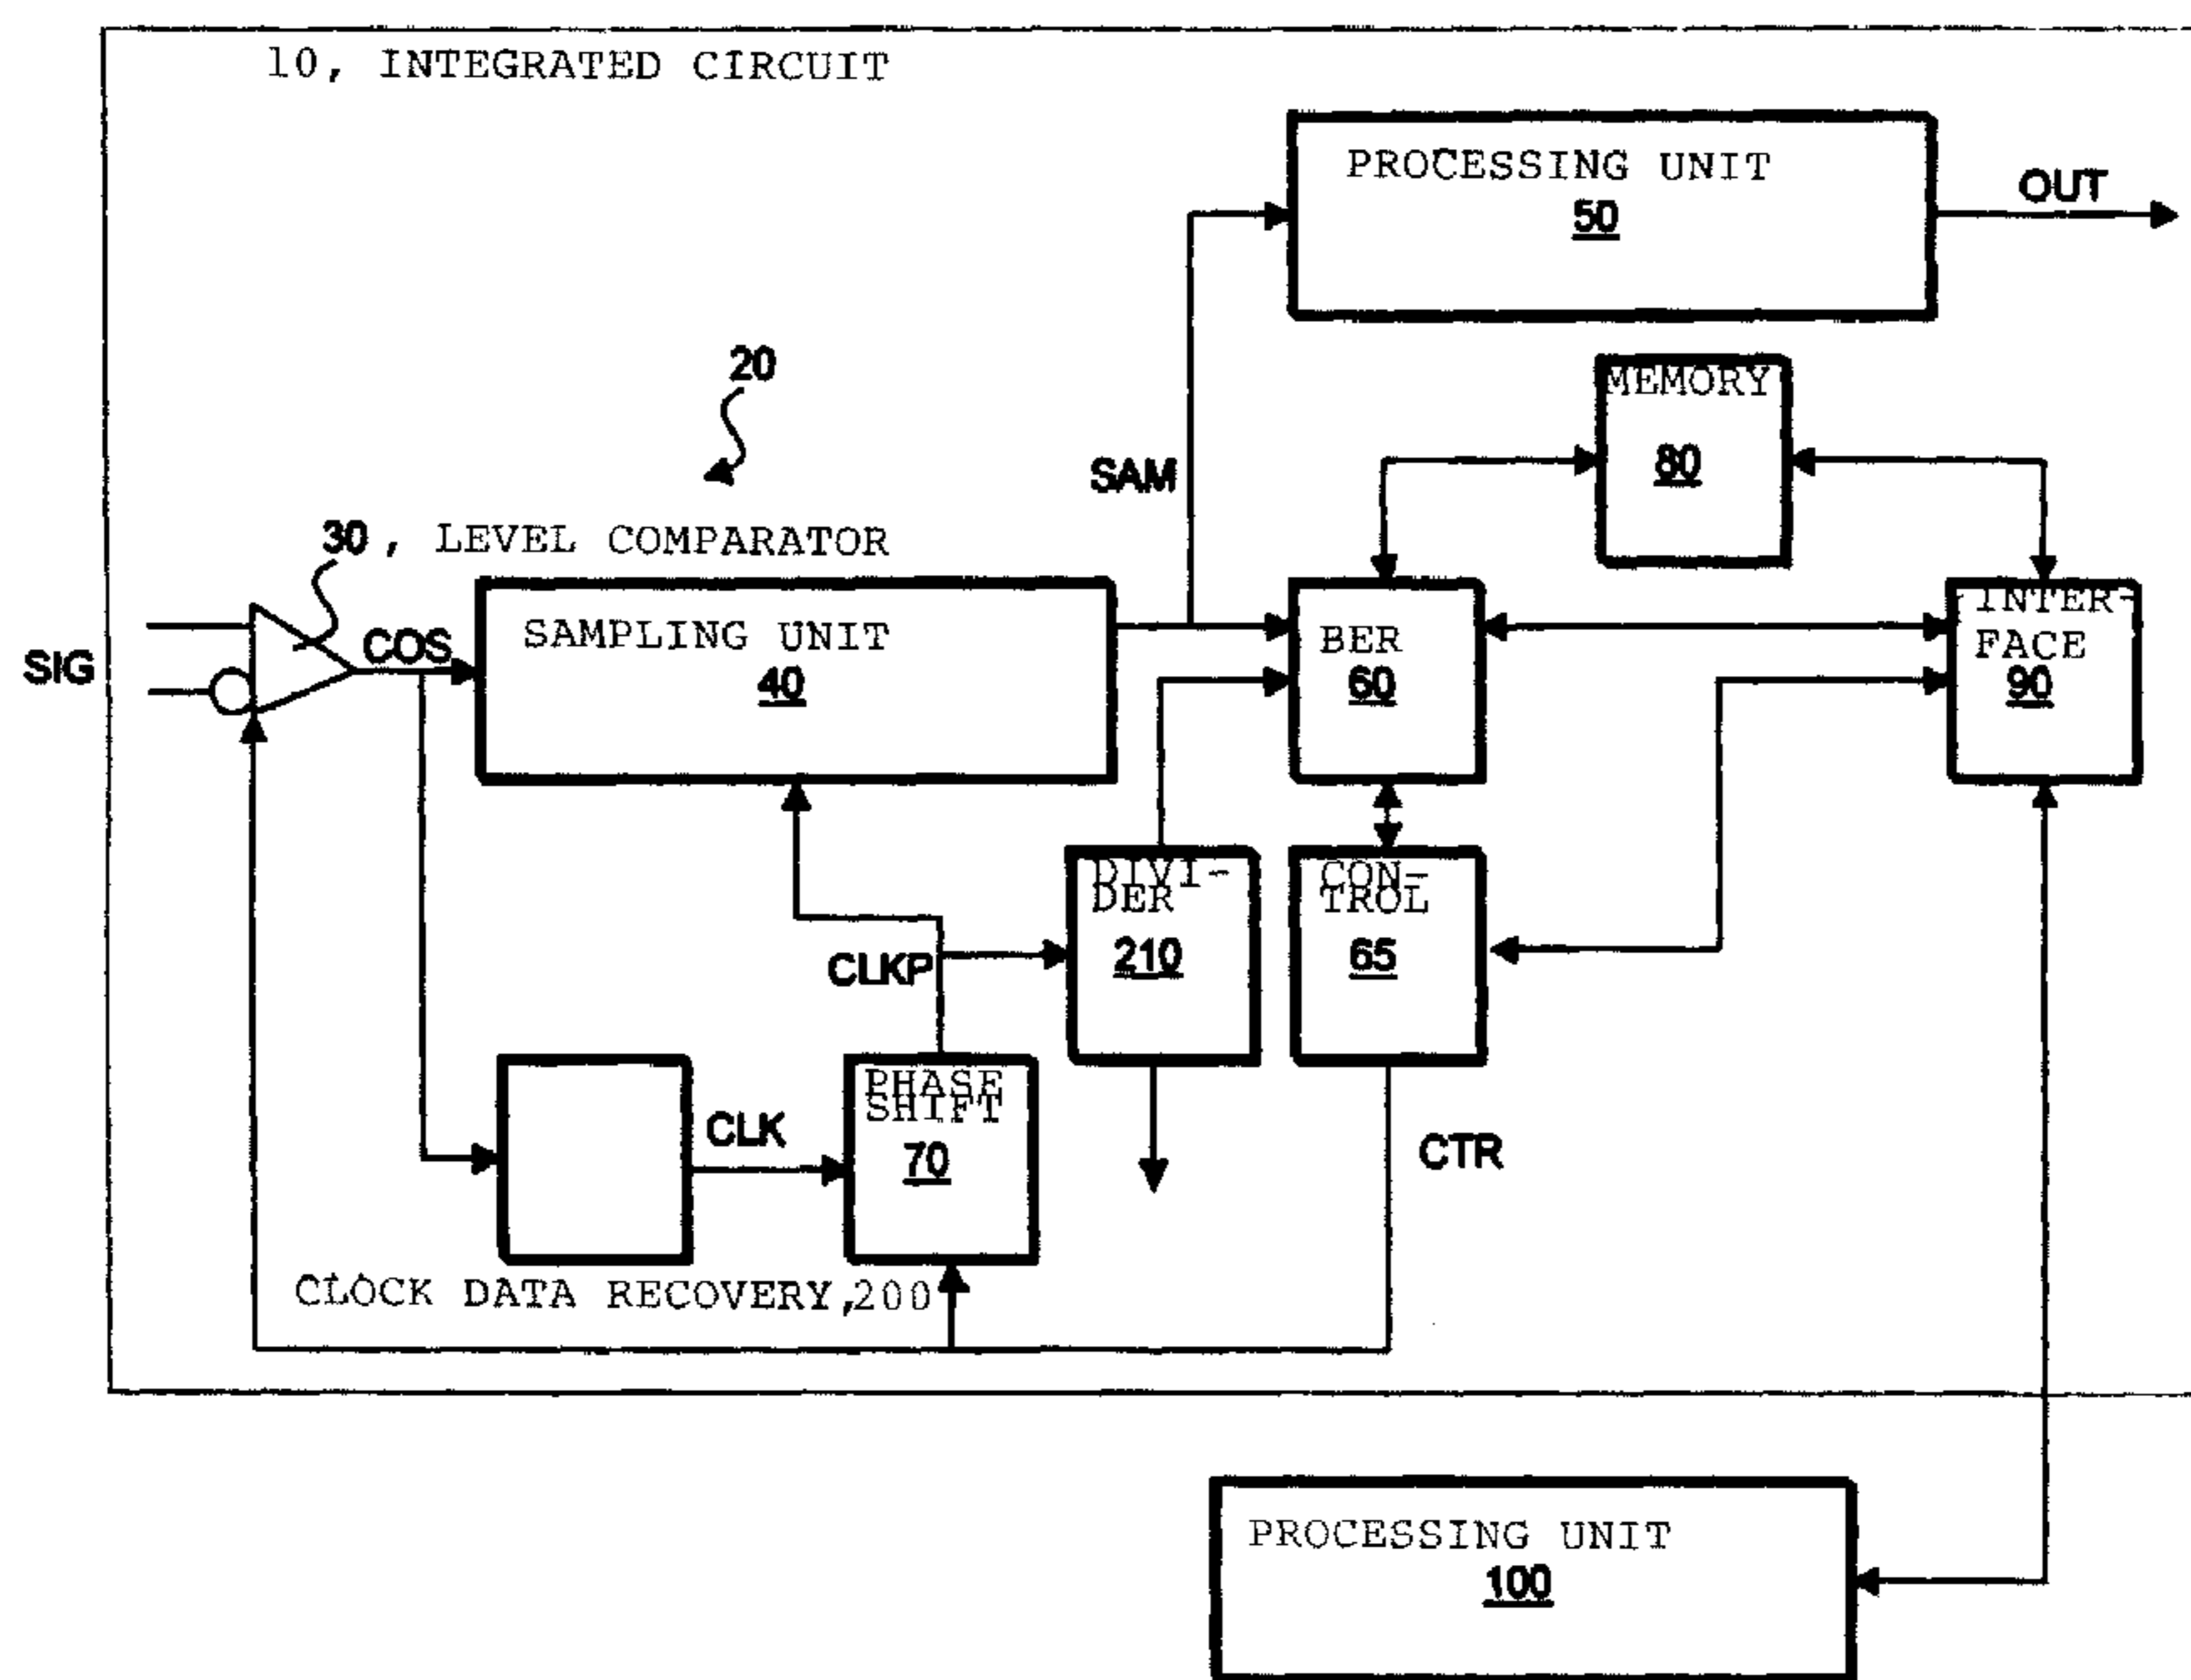 10, INTEGRATED CIRCUIT
PROCESSING UNIT
50
OUT
20
MEMORY
80
SAM
30, LEVEL COMPARATOR
SIG
COS
SAMPLING UNIT
40
BER
60
INTER-
FACE
90
DIVI-
DER
210
CON-
TROL
65
CLKP
PHASE
SHIFT
70
CLK
CTR
CLOCK DATA RECOVERY,200
PROCESSING UNIT
100